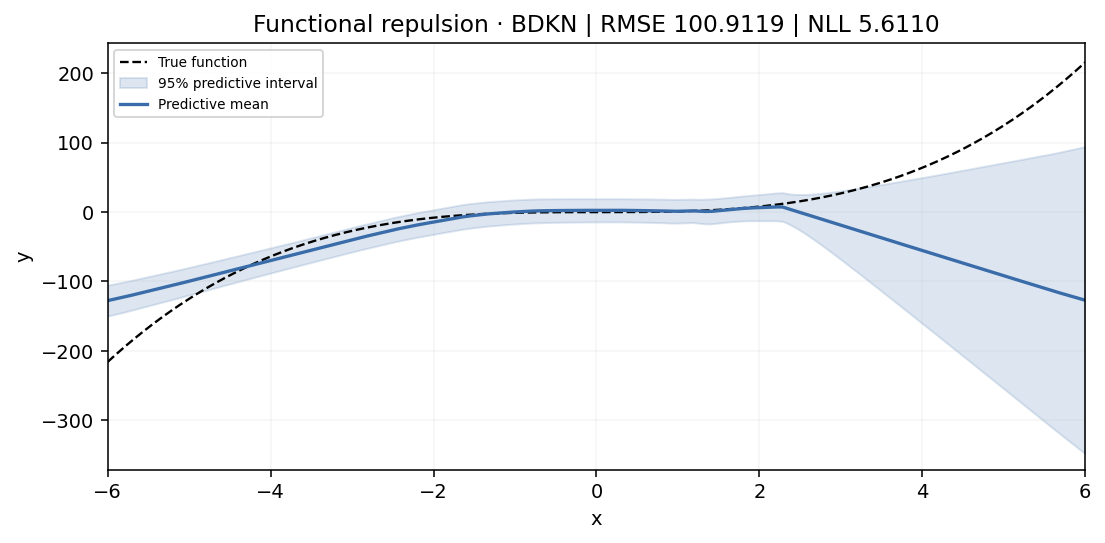 Functional repulsion · BDKN | RMSE 100.9119 | NLL 5.6110
True function
95% predictive interval
Predictive mean
200
100
0
−100
−200
−300
y
−6
−4
−2
0
2
4
6
x